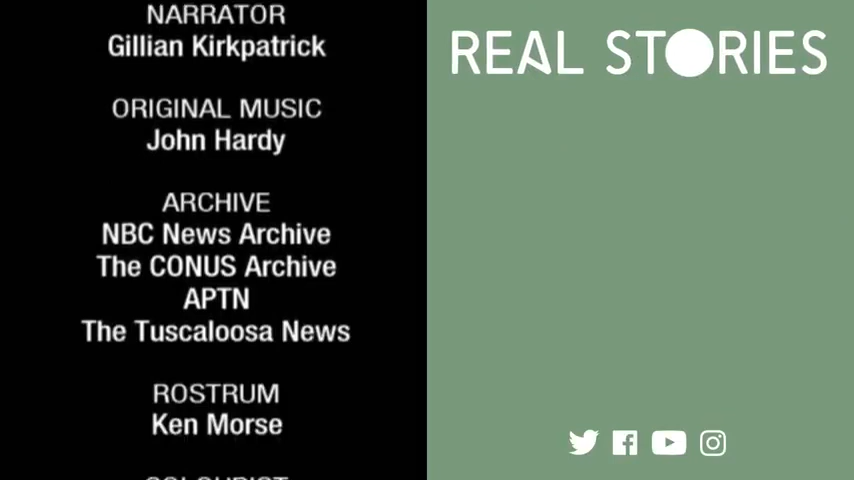 NARRATOR
Gillian Kirkpatrick
ORIGINAL MUSIC
John Hardy
ARCHIVE
NBC News Archive
The CONUS Archive
APTN
The Tuscaloosa News
ROSTRUM
Ken Morse
REAL STORIES